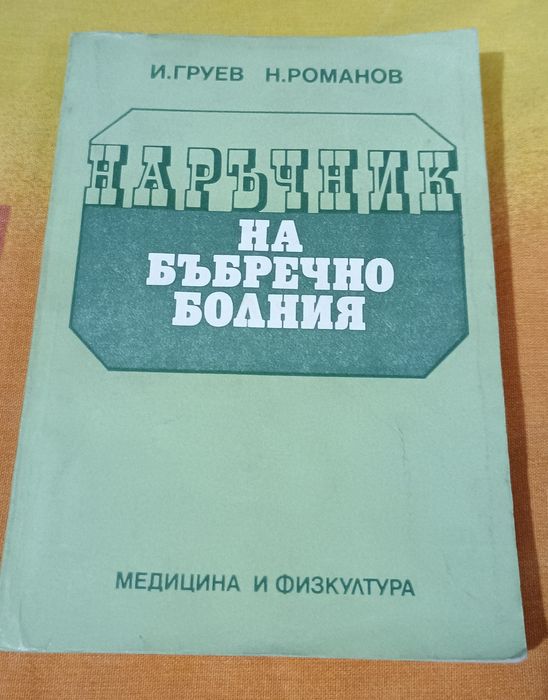 И.ГРУЕВ Н.РОМАНОВ
НАРЪЧНИК
НА
БЪБРЕЧНО
БОЛНИЯ
МЕДИЦИНА И ФИЗКУЛТУРА